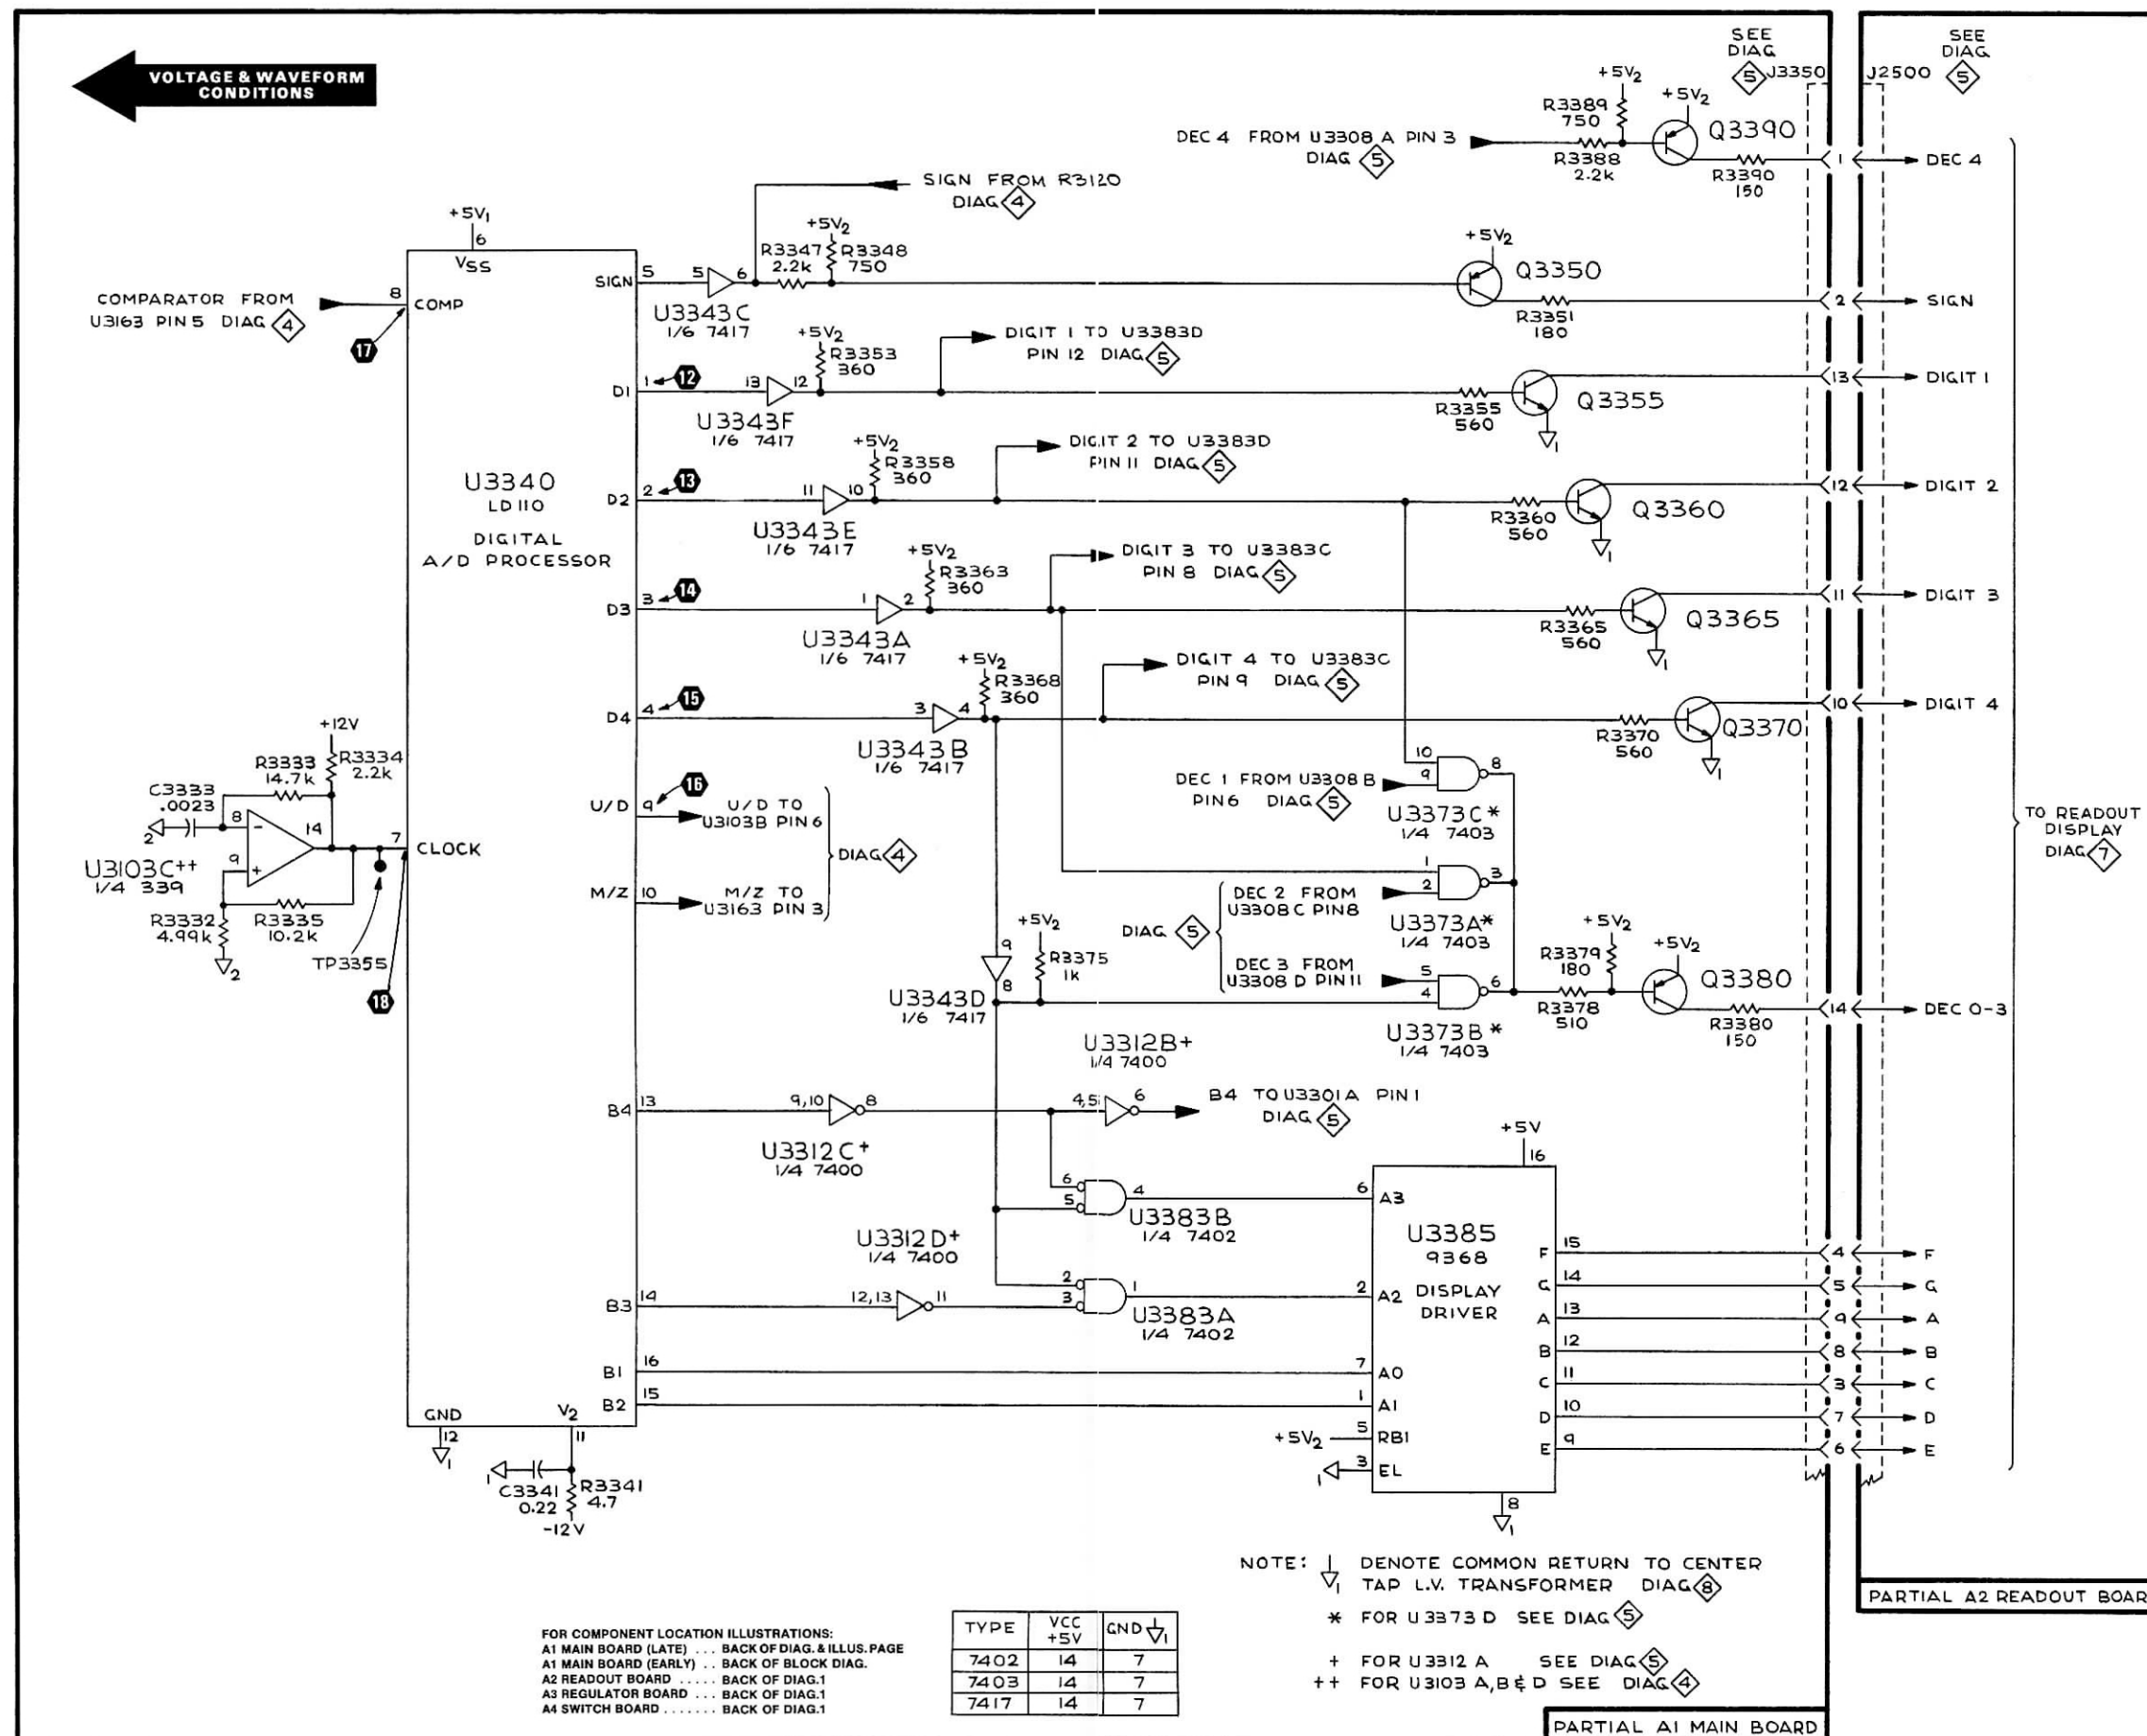 VOLTAGE & WAVEFORM
CONDITIONS
SEE
DIAG
5
J3350
SEE
DIAG
5
J2500
+5V2
R3389
750
+5V2
Q3390
DEC 4 FROM U3308 A PIN 3
DIAG 5
R3388
2.2k
R3390
150
1
DEC 4
SIGN FROM R3120
DIAG 4
+5V1
6
VSS
+5V2
R3347
2.2k
R3348
750
+5V2
Q3350
COMPARATOR FROM
U3163 PIN 5 DIAG 4
8
COMP
17
SIGN
5
5
6
U3343C
1/6 7417
R3351
180
2
SIGN
+5V2
R3353
360
DIGIT 1 TO U3383D
PIN 12 DIAG 5
D1
1
12
13
12
U3343F
1/6 7417
R3355
560
Q3355
1
13
DIGIT 1
+5V2
R3358
360
DIGIT 2 TO U3383D
PIN 11 DIAG 5
U3340
LD110
DIGITAL
A/D PROCESSOR
D2
2
13
11
10
U3343E
1/6 7417
R3360
560
Q3360
1
12
DIGIT 2
+5V2
R3363
360
DIGIT 3 TO U3383C
PIN 8 DIAG 5
D3
3
14
1
2
U3343A
1/6 7417
R3365
560
Q3365
1
11
DIGIT 3
+5V2
R3368
360
DIGIT 4 TO U3383C
PIN 9 DIAG 5
D4
4
15
3
4
U3343B
1/6 7417
R3370
560
Q3370
1
10
DIGIT 4
+12V
R3333
14.7k
R3334
2.2k
C3333
.0023
2
8
-
9
+
14
U3103C++
1/4 339
R3332
4.99k
2
R3335
10.2k
TP3355
7
CLOCK
18
U/D
9
16
U/D TO
U3103B PIN 6
M/Z
10
M/Z TO
U3163 PIN 3
DIAG 4
DEC 1 FROM U3308 B
PIN 6 DIAG 5
10
9
8
U3373C*
1/4 7403
DEC 2 FROM
U3308C PIN 8
1
2
3
U3373A*
1/4 7403
DIAG 5
DEC 3 FROM
U3308 D PIN 11
5
4
6
U3373B*
1/4 7403
9
8
U3343D
1/6 7417
+5V2
R3375
1k
+5V2
R3379
180
R3378
510
+5V2
Q3380
R3380
150
14
DEC 0-3
TO READOUT
DISPLAY
DIAG 7
B4
13
9,10
8
U3312C+
1/4 7400
U3312B+
1/4 7400
4,5
6
B4 TO U3301A PIN 1
DIAG 5
6
5
4
U3383B
1/4 7402
U3312D+
1/4 7400
B3
14
12,13
11
2
3
1
U3383A
1/4 7402
B1
16
B2
15
+5V
16
6
A3
2
A2
7
A0
1
A1
+5V2
5
RBI
1
3
EL
U3385
9368
DISPLAY
DRIVER
8
1
F
15
4
F
G
14
5
G
A
13
9
A
B
12
8
B
C
11
3
C
D
10
7
D
E
9
6
E
GND
12
1
V2
11
1
C3341
0.22
R3341
4.7
-12V
NOTE: 1 DENOTE COMMON RETURN TO CENTER
TAP L.V. TRANSFORMER DIAG 8
* FOR U3373 D SEE DIAG 5
+ FOR U3312 A SEE DIAG 5
++ FOR U3103 A,B & D SEE DIAG 4
FOR COMPONENT LOCATION ILLUSTRATIONS:
A1 MAIN BOARD (LATE) ... BACK OF DIAG. & ILLUS. PAGE
A1 MAIN BOARD (EARLY) .. BACK OF BLOCK DIAG.
A2 READOUT BOARD ..... BACK OF DIAG.1
A3 REGULATOR BOARD ... BACK OF DIAG.1
A4 SWITCH BOARD ....... BACK OF DIAG.1
TYPE VCC +5V GND 1
7402 14 7
7403 14 7
7417 14 7
PARTIAL A2 READOUT BOAR
PARTIAL A1 MAIN BOARD